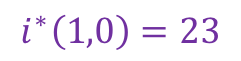 i*(1,0) = 23